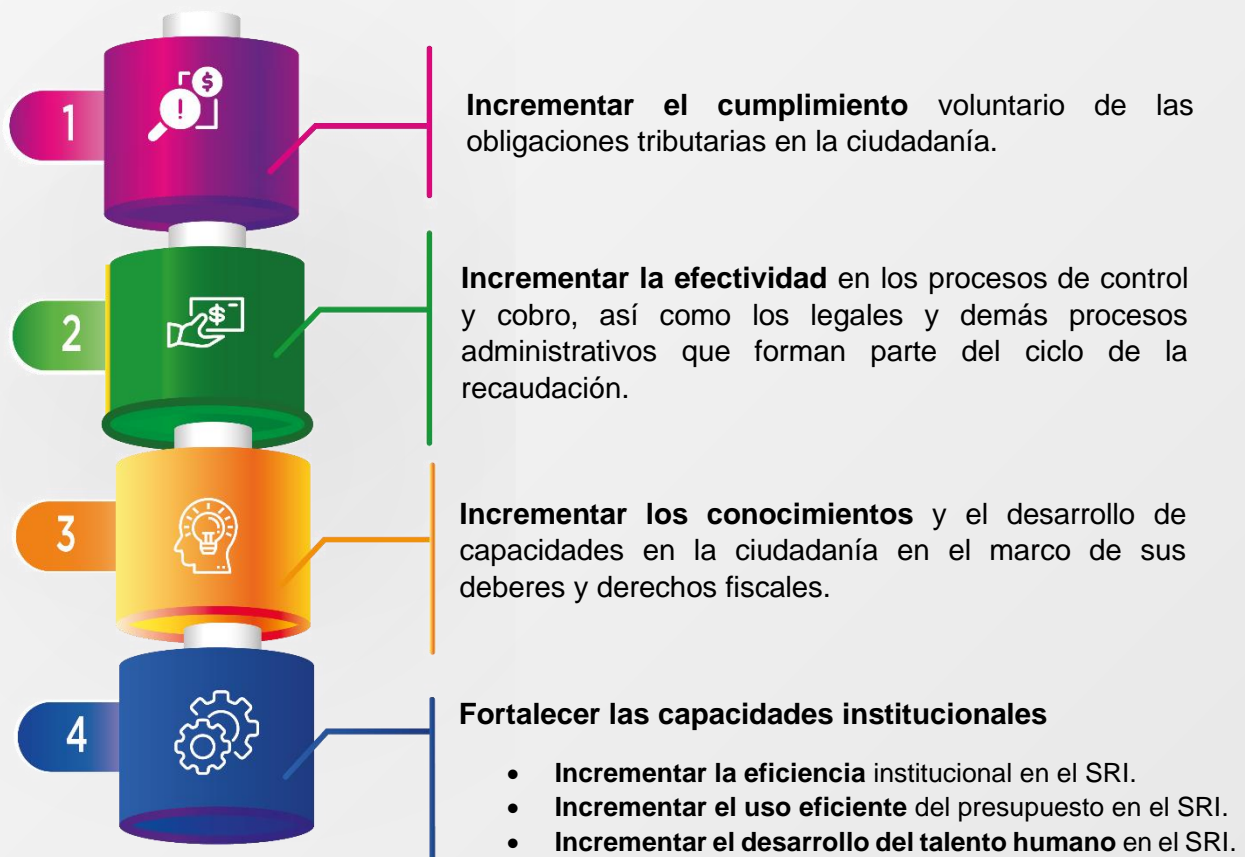 1
Incrementar el cumplimiento voluntario de las
obligaciones tributarias en la ciudadanía.
2
Incrementar la efectividad en los procesos de control
y cobro, así como los legales y demás procesos
administrativos que forman parte del ciclo de la
recaudación.
3
Incrementar los conocimientos y el desarrollo de
capacidades en la ciudadanía en el marco de sus
deberes y derechos fiscales.
4
Fortalecer las capacidades institucionales
• Incrementar la eficiencia institucional en el SRI.
• Incrementar el uso eficiente del presupuesto en el SRI.
• Incrementar el desarrollo del talento humano en el SRI.